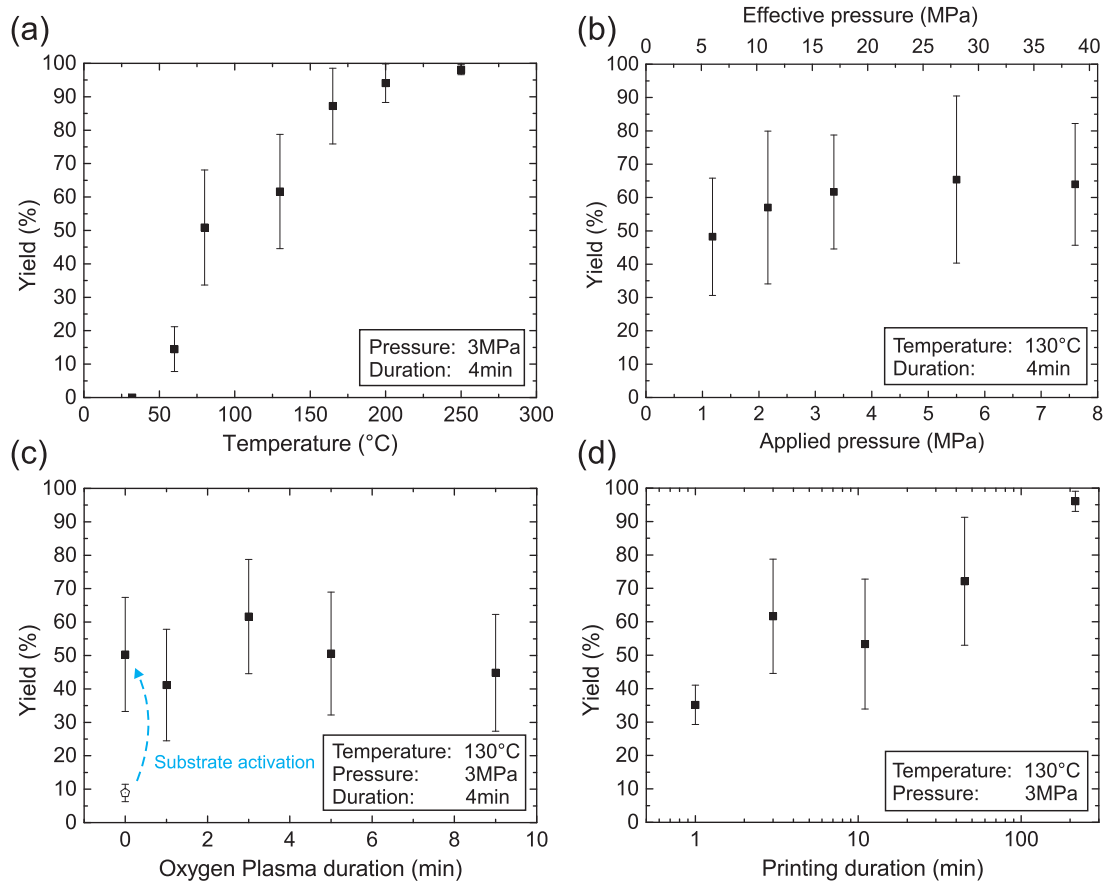 (a)
Yield (%)
100
90
80
70
60
50
40
30
20
10
0
0 50 100 150 200 250 300
Temperature (°C)
Pressure: 3MPa
Duration: 4min
(b)
Effective pressure (MPa)
0 5 10 15 20 25 30 35 40
Yield (%)
100
90
80
70
60
50
40
30
20
10
0
0 1 2 3 4 5 6 7 8
Applied pressure (MPa)
Temperature: 130°C
Duration: 4min
(c)
Yield (%)
100
90
80
70
60
50
40
30
20
10
0
0 2 4 6 8 10
Oxygen Plasma duration (min)
Substrate activation
Temperature: 130°C
Pressure: 3MPa
Duration: 4min
(d)
Yield (%)
100
90
80
70
60
50
40
30
20
10
0
1 10 100
Printing duration (min)
Temperature: 130°C
Pressure: 3MPa